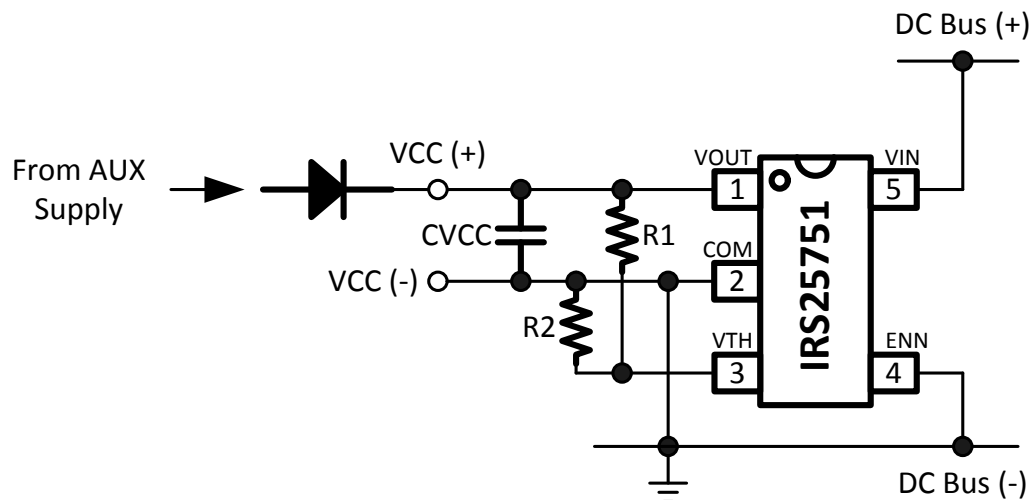 DC Bus (+)
From AUX
Supply
VCC (+)
VOUT
VIN
1
5
CVCC
R1
COM
2
VCC (-)
IRS25751
R2
VTH
ENN
3
4
DC Bus (-)